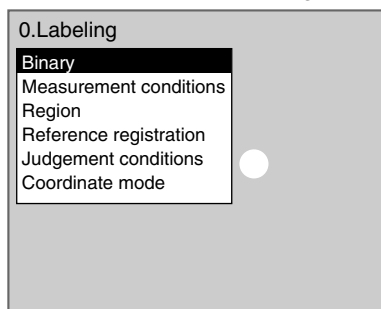 0.Labeling
Binary
Measurement conditions
Region
Reference registration
Judgement conditions
Coordinate mode